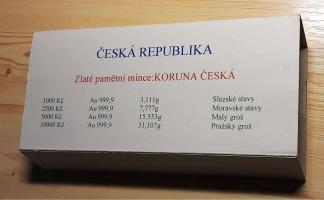 ČESKÁ REPUBLIKA
Zlaté pamětní mince:KORUNA ČESKÁ
1000 Kč Au 999,9 3,111g Slezské stavy
2500 Kč Au 999,9 7,777g Moravské stavy
5000 Kč Au 999,9 15,553g Malý groš
10000 Kč Au 999,9 31,107g Pražský groš